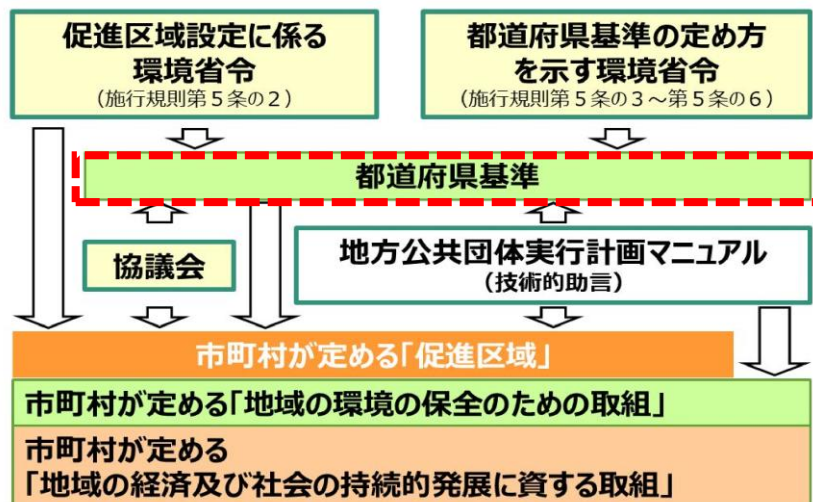 促進区域設定に係る
環境省令
(施行規則第5条の2)
都道府県基準の定め方
を示す環境省令
(施行規則第5条の3~第5条の6)
都道府県基準
協議会
地方公共団体実行計画マニュアル
(技術的助言)
市町村が定める「促進区域」
市町村が定める「地域の環境の保全のための取組」
市町村が定める
「地域の経済及び社会の持続的発展に資する取組」